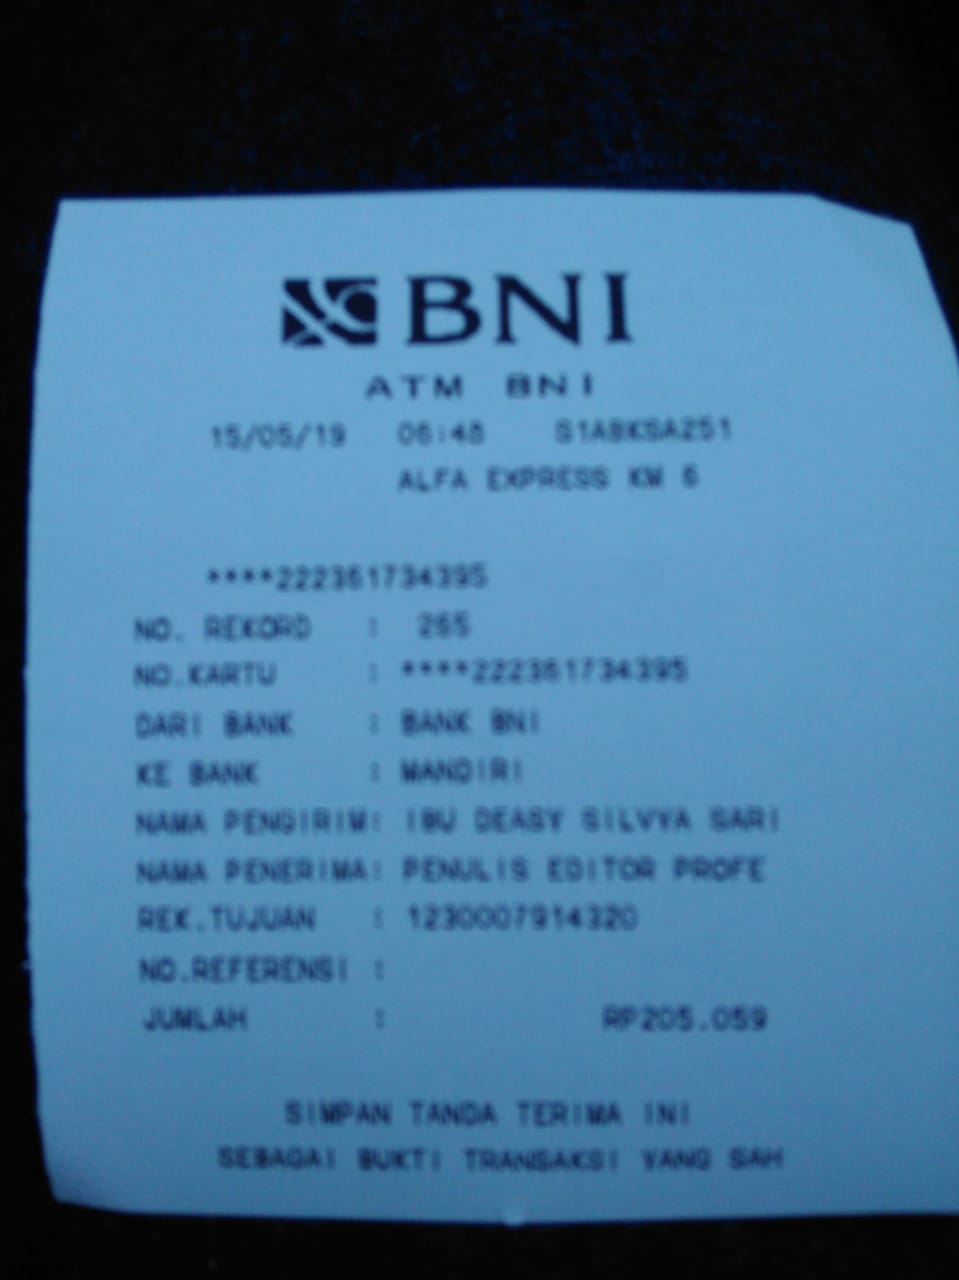 BNI
ATM BNI
15/05/19 06:48 S1ABKSA251
ALFA EXPRESS KM 6
****222361734395
NO. REKORD : 265
NO.KARTU : ****222361734395
DARI BANK : BANK BNI
KE BANK : MANDIRI
NAMA PENGIRIM: IBU DEASY SILVYA SARI
NAMA PENERIMA: PENULIS EDITOR PROFE
REK.TUJUAN : 1230007914320
NO.REFERENSI :
JUMLAH : RP205.059
SIMPAN TANDA TERIMA INI
SEBAGAI BUKTI TRANSAKSI YANG SAH